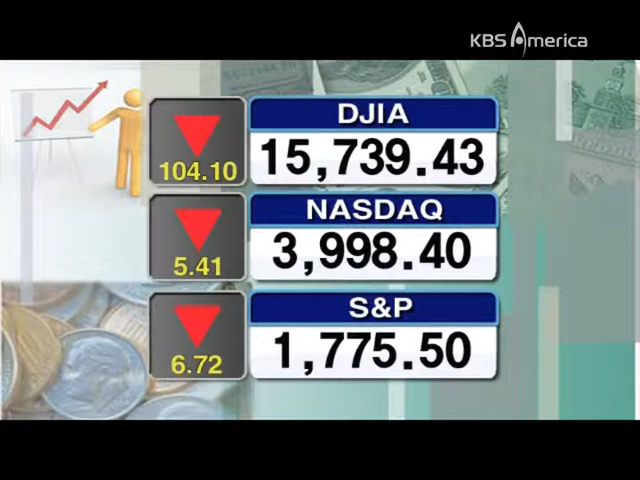 KBS America
DJIA
104.10
15,739.43
NASDAQ
5.41
3,998.40
S&P
6.72
1,775.50